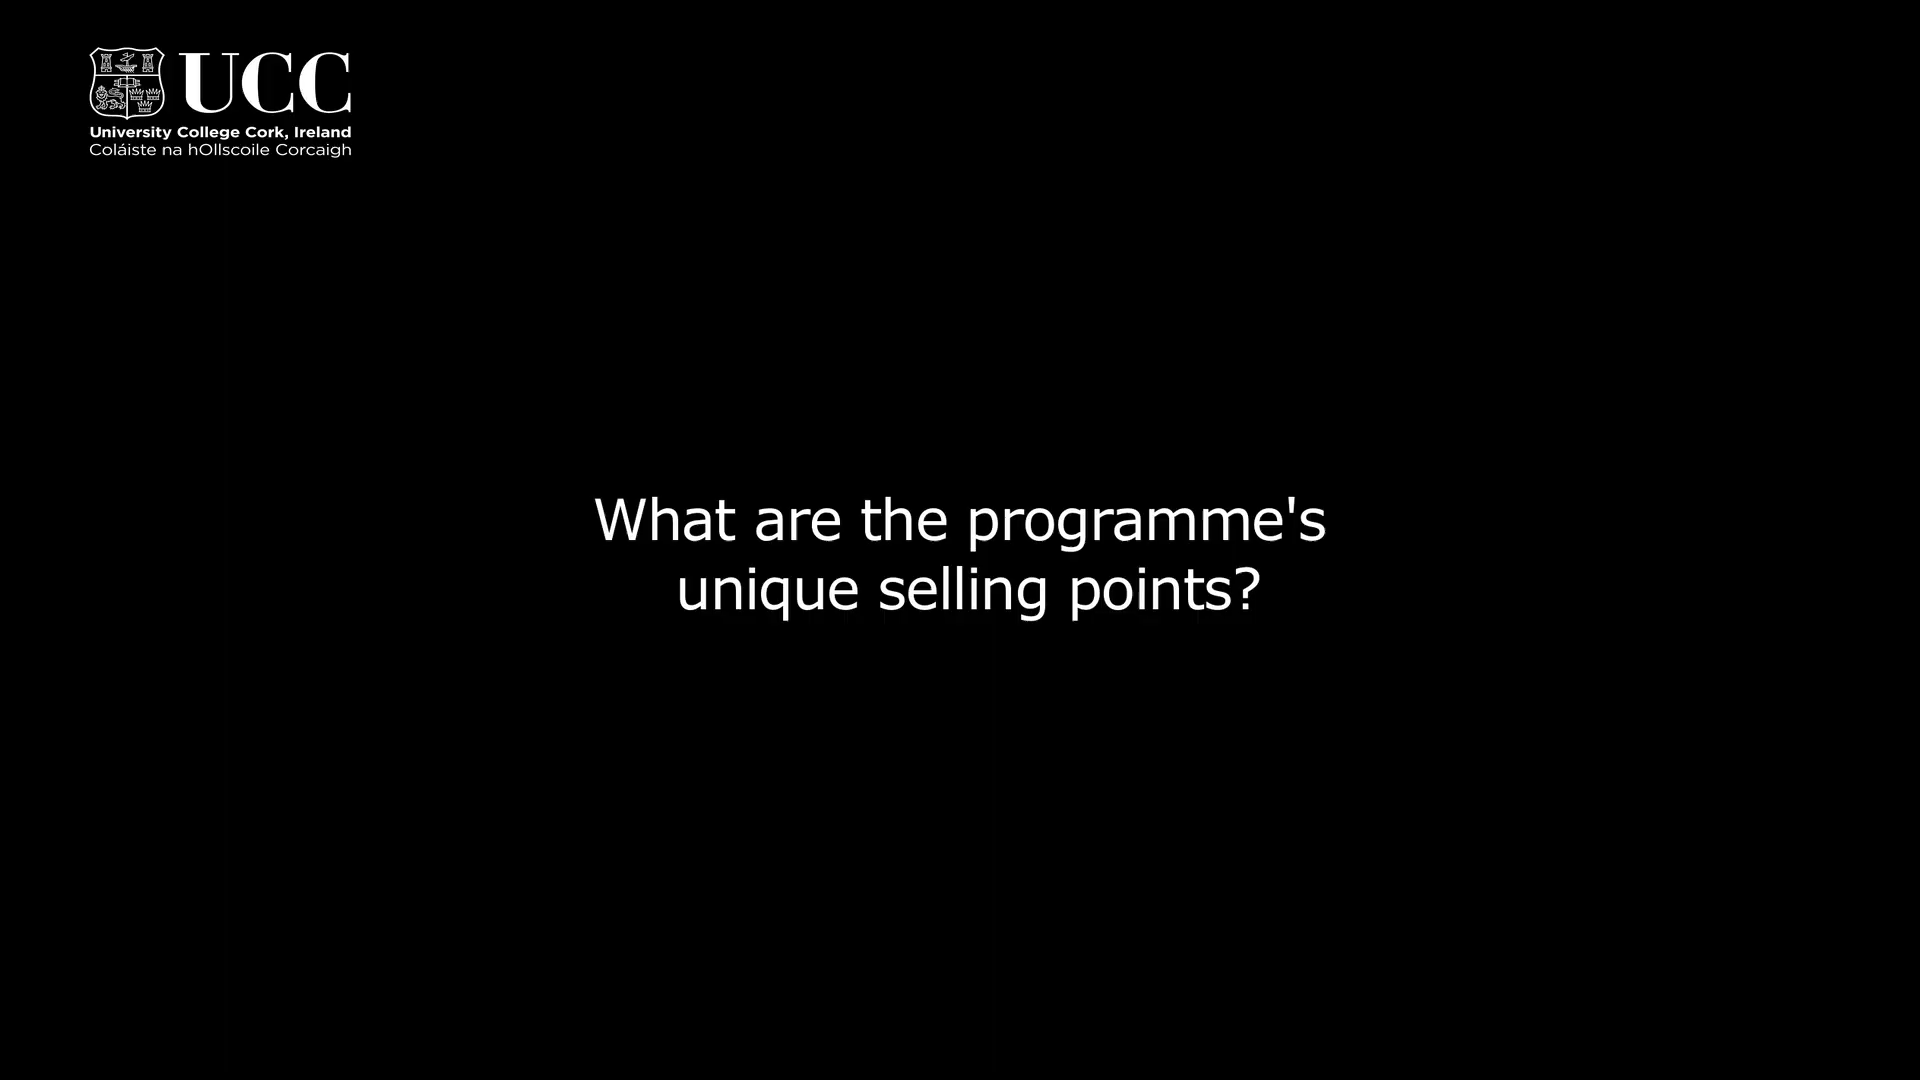 UCC
University College Cork, Ireland
Coláiste na hOllscoile Corcaigh
What are the programme's
unique selling points?